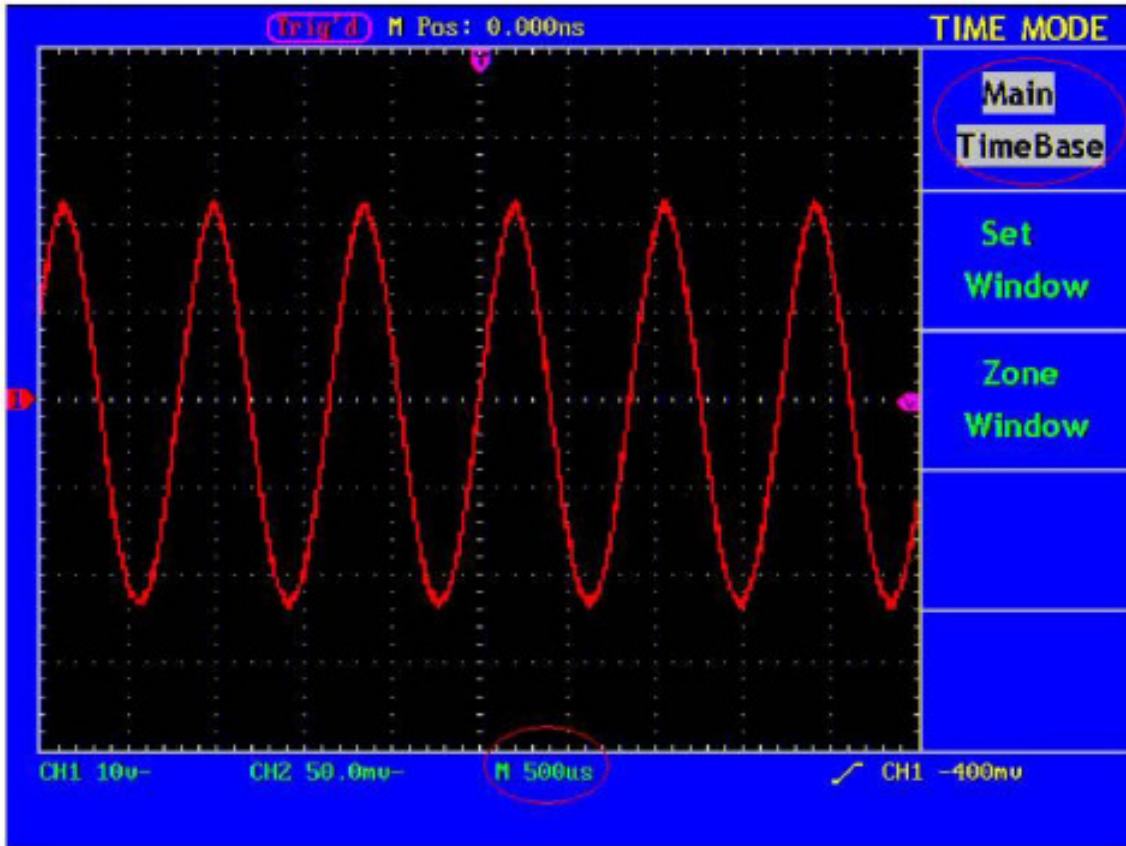 Trig'd M Pos: 0.000ns
TIME MODE
Main
TimeBase
Set
Window
Zone
Window
1
CH1 10v-
CH2 50.0mv-
M 500us
CH1 -400mv